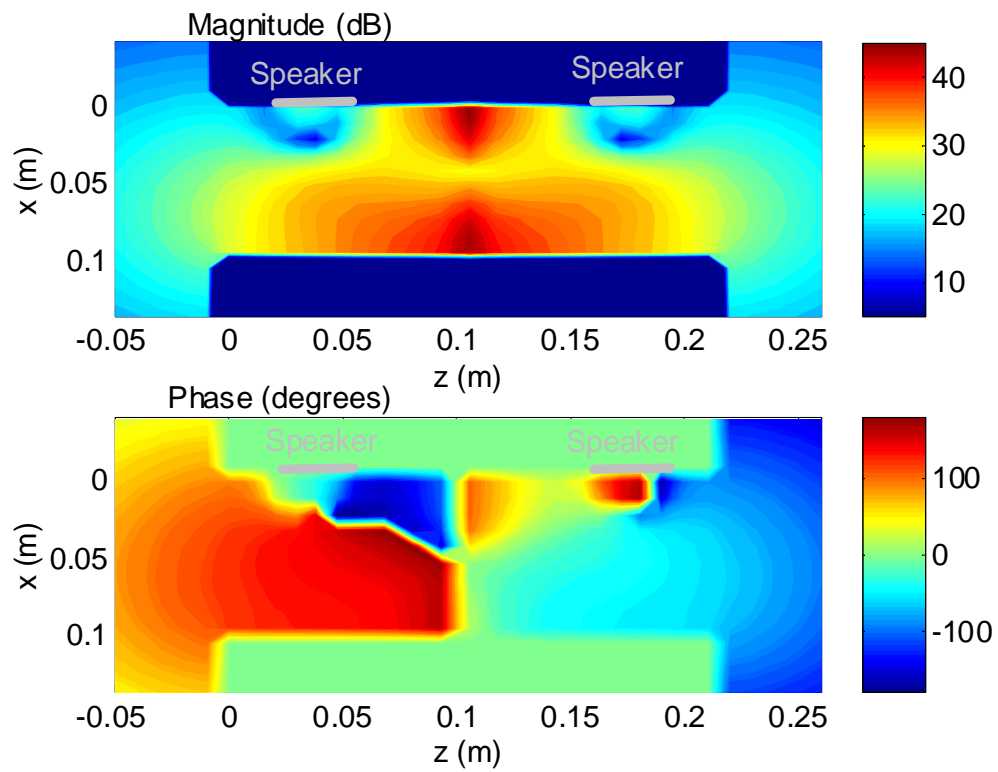 Magnitude (dB)
Speaker Speaker
0
0.05
0.1
x (m)
-0.05 0 0.05 0.1 0.15 0.2 0.25
z (m)
40
30
20
10
Phase (degrees)
Speaker Speaker
0
0.05
0.1
x (m)
-0.05 0 0.05 0.1 0.15 0.2 0.25
z (m)
100
0
-100